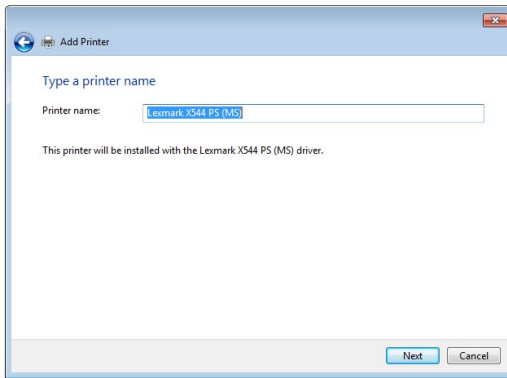 Add Printer
Type a printer name
Printer name: Lexmark X544 PS (MS)
This printer will be installed with the Lexmark X544 PS (MS) driver.
Next Cancel